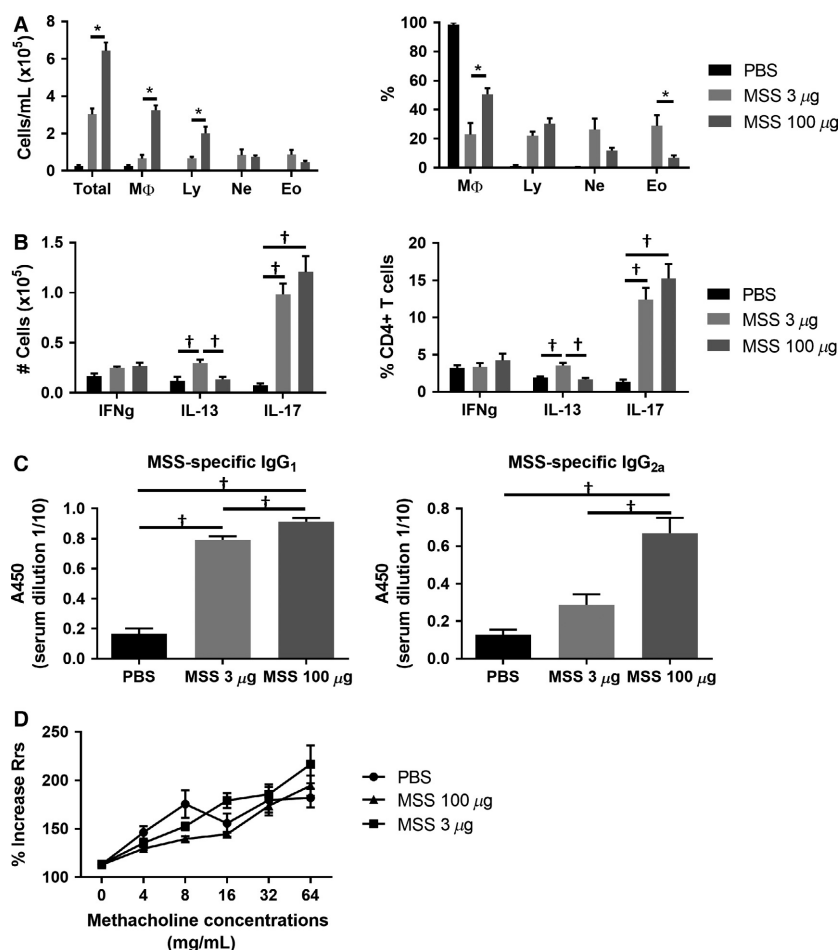 A
Cells/mL (x10⁵)
8
6
4
2
0
*
*
*
Total MΦ Ly Ne Eo
%
100
80
60
40
20
0
*
*
MΦ Ly Ne Eo
PBS
MSS 3 μg
MSS 100 μg
B
# Cells (x10⁵)
1.5
1.0
0.5
0.0
†
†
† †
IFNg IL-13 IL-17
% CD4+ T cells
20
15
10
5
0
†
†
† †
IFNg IL-13 IL-17
PBS
MSS 3 μg
MSS 100 μg
C
MSS-specific IgG₁
A450
(serum dilution 1/10)
1.0
0.8
0.6
0.4
0.2
0.0
†
†
†
PBS MSS 3 μg MSS 100 μg
MSS-specific IgG₂ₐ
A450
(serum dilution 1/10)
0.8
0.6
0.4
0.2
0.0
†
†
PBS MSS 3 μg MSS 100 μg
D
% Increase Rrs
250
200
150
100
0 4 8 16 32 64
Methacholine concentrations
(mg/mL)
PBS
MSS 100 μg
MSS 3 μg